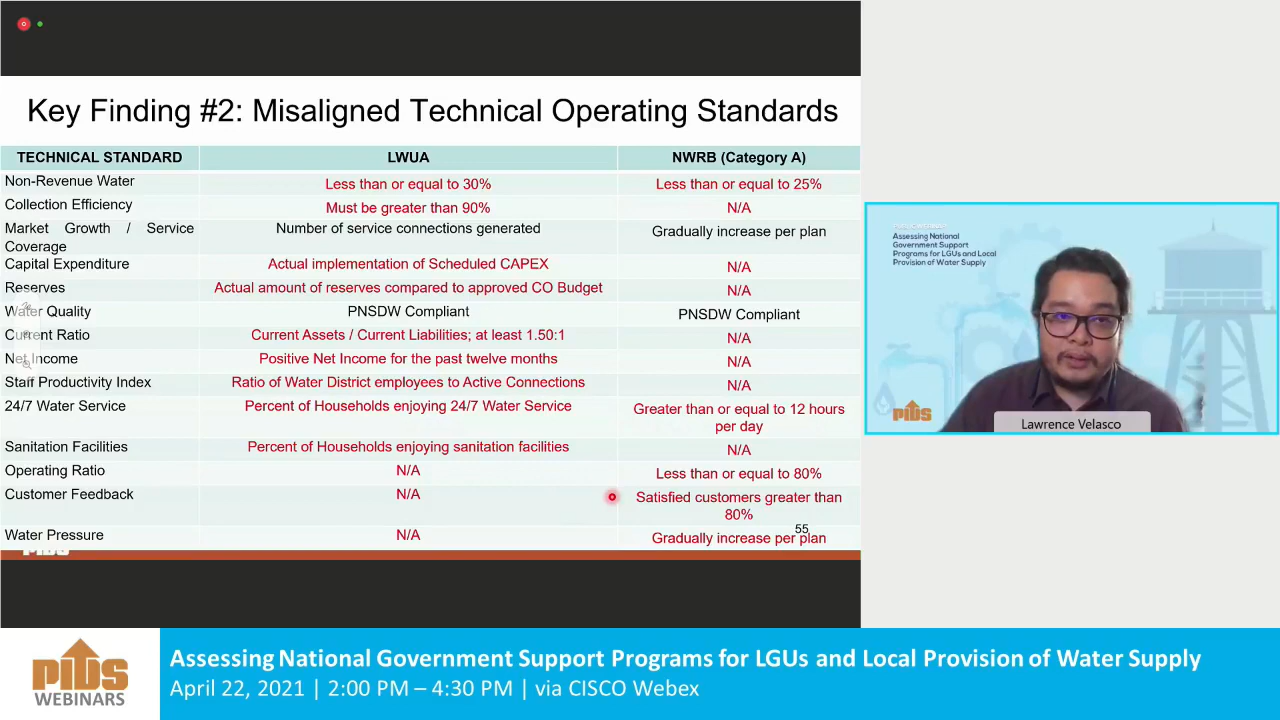 Key Finding #2: Misaligned Technical Operating Standards
TECHNICAL STANDARD LWUA NWRB (Category A)
Non-Revenue Water Less than or equal to 30% Less than or equal to 25%
Collection Efficiency Must be greater than 90% N/A
Market Growth / Service
Coverage Number of service connections generated Gradually increase per plan
Capital Expenditure Actual implementation of Scheduled CAPEX N/A
Reserves Actual amount of reserves compared to approved CO Budget N/A
Water Quality PNSDW Compliant PNSDW Compliant
Current Ratio Current Assets / Current Liabilities; at least 1.50:1 N/A
Net Income Positive Net Income for the past twelve months N/A
Staff Productivity Index Ratio of Water District employees to Active Connections N/A
24/7 Water Service Percent of Households enjoying 24/7 Water Service Greater than or equal to 12 hours
per day
Sanitation Facilities Percent of Households enjoying sanitation facilities N/A
Operating Ratio N/A Less than or equal to 80%
Customer Feedback N/A Satisfied customers greater than
80%
55
Water Pressure N/A Gradually increase per plan
Assessing National
Government Support
Programs for LGUs and Local
Provision of Water Supply
PIDS
Lawrence Velasco
PIDS
WEBINARS
Assessing National Government Support Programs for LGUs and Local Provision of Water Supply
April 22, 2021 | 2:00 PM – 4:30 PM | via CISCO Webex